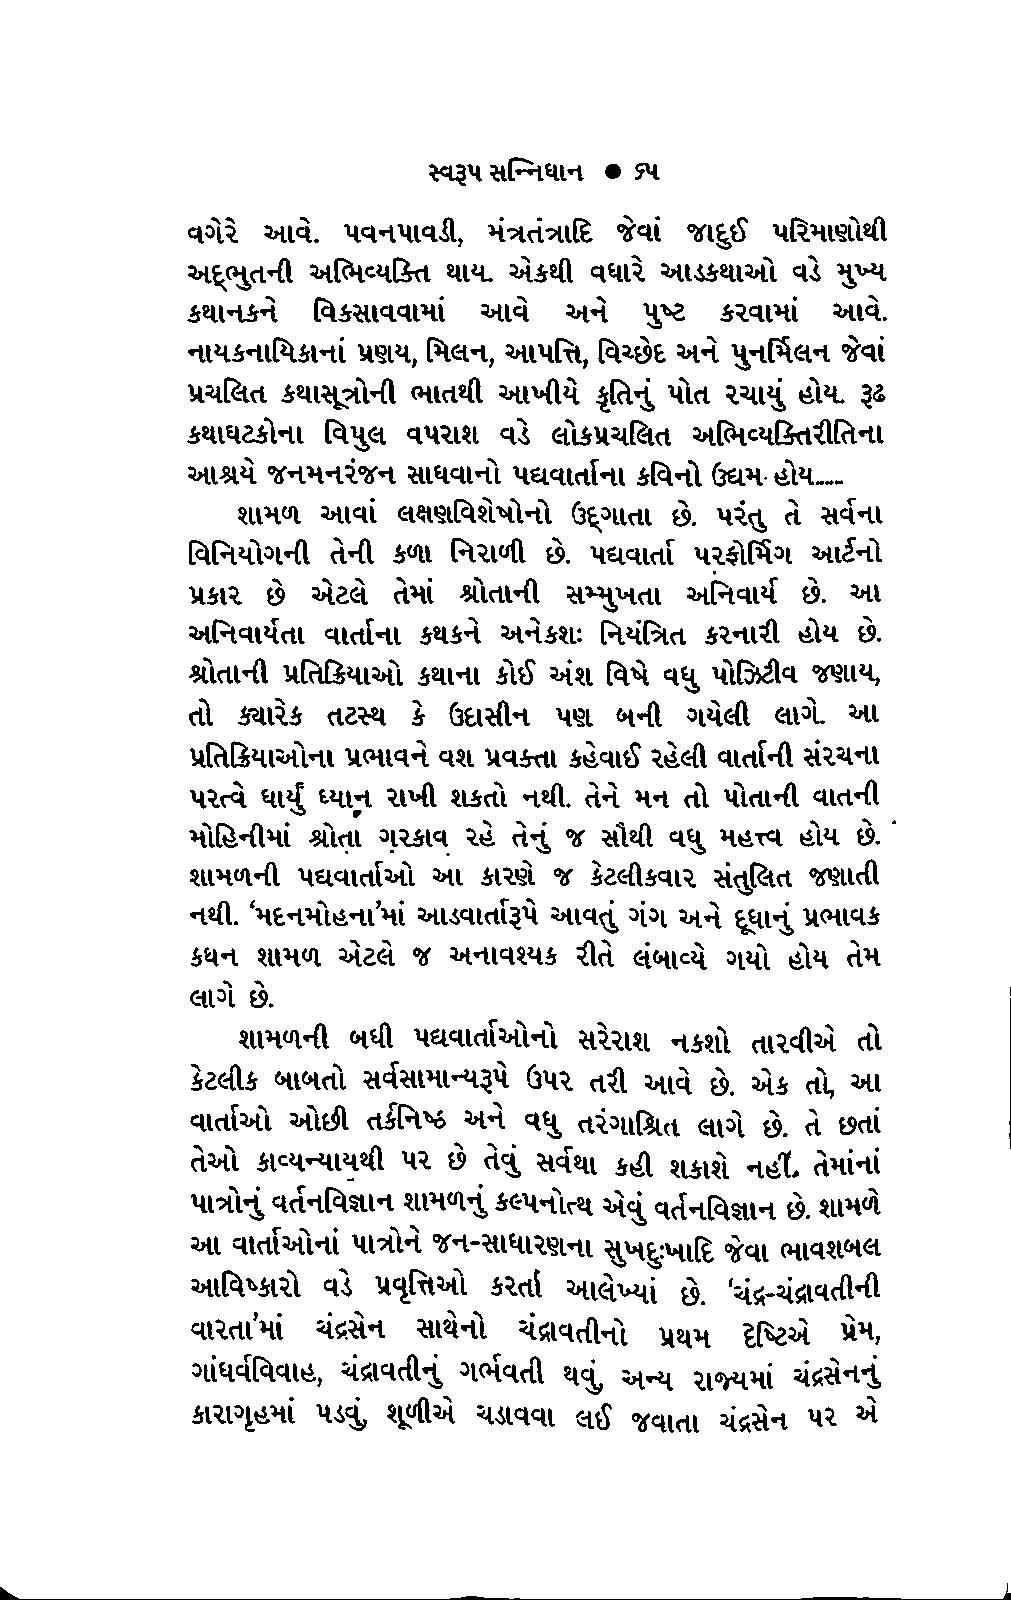 સ્વરૂપ સન્નિધાન ● ૬૫
વગેરે આવે. પવનપાવડી, મંત્રતંત્રાદિ જેવાં જાદુઈ પરિમાણોથી
અદ્ભુતની અભિવ્યક્તિ થાય. એકથી વધારે આડકથાઓ વડે મુખ્ય
કથાનકને વિકસાવવામાં આવે અને પુષ્ટ કરવામાં આવે.
નાયકનાયિકાનાં પ્રણય, મિલન, આપત્તિ, વિચ્છેદ અને પુનર્મિલન જેવાં
પ્રચલિત કથાસૂત્રોની ભાતથી આખીયે કૃતિનું પોત રચાયું હોય. રૂઢ
કથાઘટકોના વિપુલ વપરાશ વડે લોકપ્રચલિત અભિવ્યક્તિરીતિના
આશ્રયે જનમનરંજન સાધવાનો પદ્યવાર્તાના કવિનો ઉદ્યમ હોય.....
શામળ આવાં લક્ષણવિશેષોનો ઉદ્ગાતા છે. પરંતુ તે સર્વના
વિનિયોગની તેની કળા નિરાળી છે. પદ્યવાર્તા પરફોર્મિંગ આર્ટનો
પ્રકાર છે એટલે તેમાં શ્રોતાની સમ્મુખતા અનિવાર્ય છે. આ
અનિવાર્યતા વાર્તાના કથકને અનેકશઃ નિયંત્રિત કરનારી હોય છે.
શ્રોતાની પ્રતિક્રિયાઓ કથાના કોઈ અંશ વિષે વધુ પોઝિટીવ જણાય,
તો ક્યારેક તટસ્થ કે ઉદાસીન પણ બની ગયેલી લાગે. આ
પ્રતિક્રિયાઓના પ્રભાવને વશ પ્રવક્તા કહેવાઈ રહેલી વાર્તાની સંરચના
પરત્વે ધાર્યું ધ્યાન રાખી શકતો નથી. તેને મન તો પોતાની વાતની
મોહિનીમાં શ્રોતા ગરકાવ રહે તેનું જ સૌથી વધુ મહત્ત્વ હોય છે.
શામળની પદ્યવાર્તાઓ આ કારણે જ કેટલીકવાર સંતુલિત જણાતી
નથી. ‘મદનમોહના’માં આડવાર્તારૂપે આવતું ગંગ અને દૂધાનું પ્રભાવક
કધન શામળ એટલે જ અનાવશ્યક રીતે લંબાવ્યે ગયો હોય તેમ
લાગે છે.
શામળની બધી પદ્યવાર્તાઓનો સરેરાશ નકશો તારવીએ તો
કેટલીક બાબતો સર્વસામાન્યરૂપે ઉપર તરી આવે છે. એક તો, આ
વાર્તાઓ ઓછી તર્કનિષ્ઠ અને વધુ તરંગાશ્રિત લાગે છે. તે છતાં
તેઓ કાવ્યન્યાયથી પર છે તેવું સર્વથા કહી શકાશે નહીં. તેમાંનાં
પાત્રોનું વર્તનવિજ્ઞાન શામળનું કલ્પનોત્થ એવું વર્તનવિજ્ઞાન છે. શામળે
આ વાર્તાઓનાં પાત્રોને જન-સાધારણના સુખદુઃખાદિ જેવા ભાવશબલ
આવિષ્કારો વડે પ્રવૃત્તિઓ કરતાં આલેખ્યાં છે. ‘ચંદ્ર-ચંદ્રાવતીની
વારતા’માં ચંદ્રસેન સાથેનો ચંદ્રાવતીનો પ્રથમ દૃષ્ટિએ પ્રેમ,
ગાંધર્વવિવાહ, ચંદ્રાવતીનું ગર્ભવતી થવું, અન્ય રાજ્યમાં ચંદ્રસેનનું
કારાગૃહમાં પડવું, શૂળીએ ચડાવવા લઈ જવાતા ચંદ્રસેન પર એ